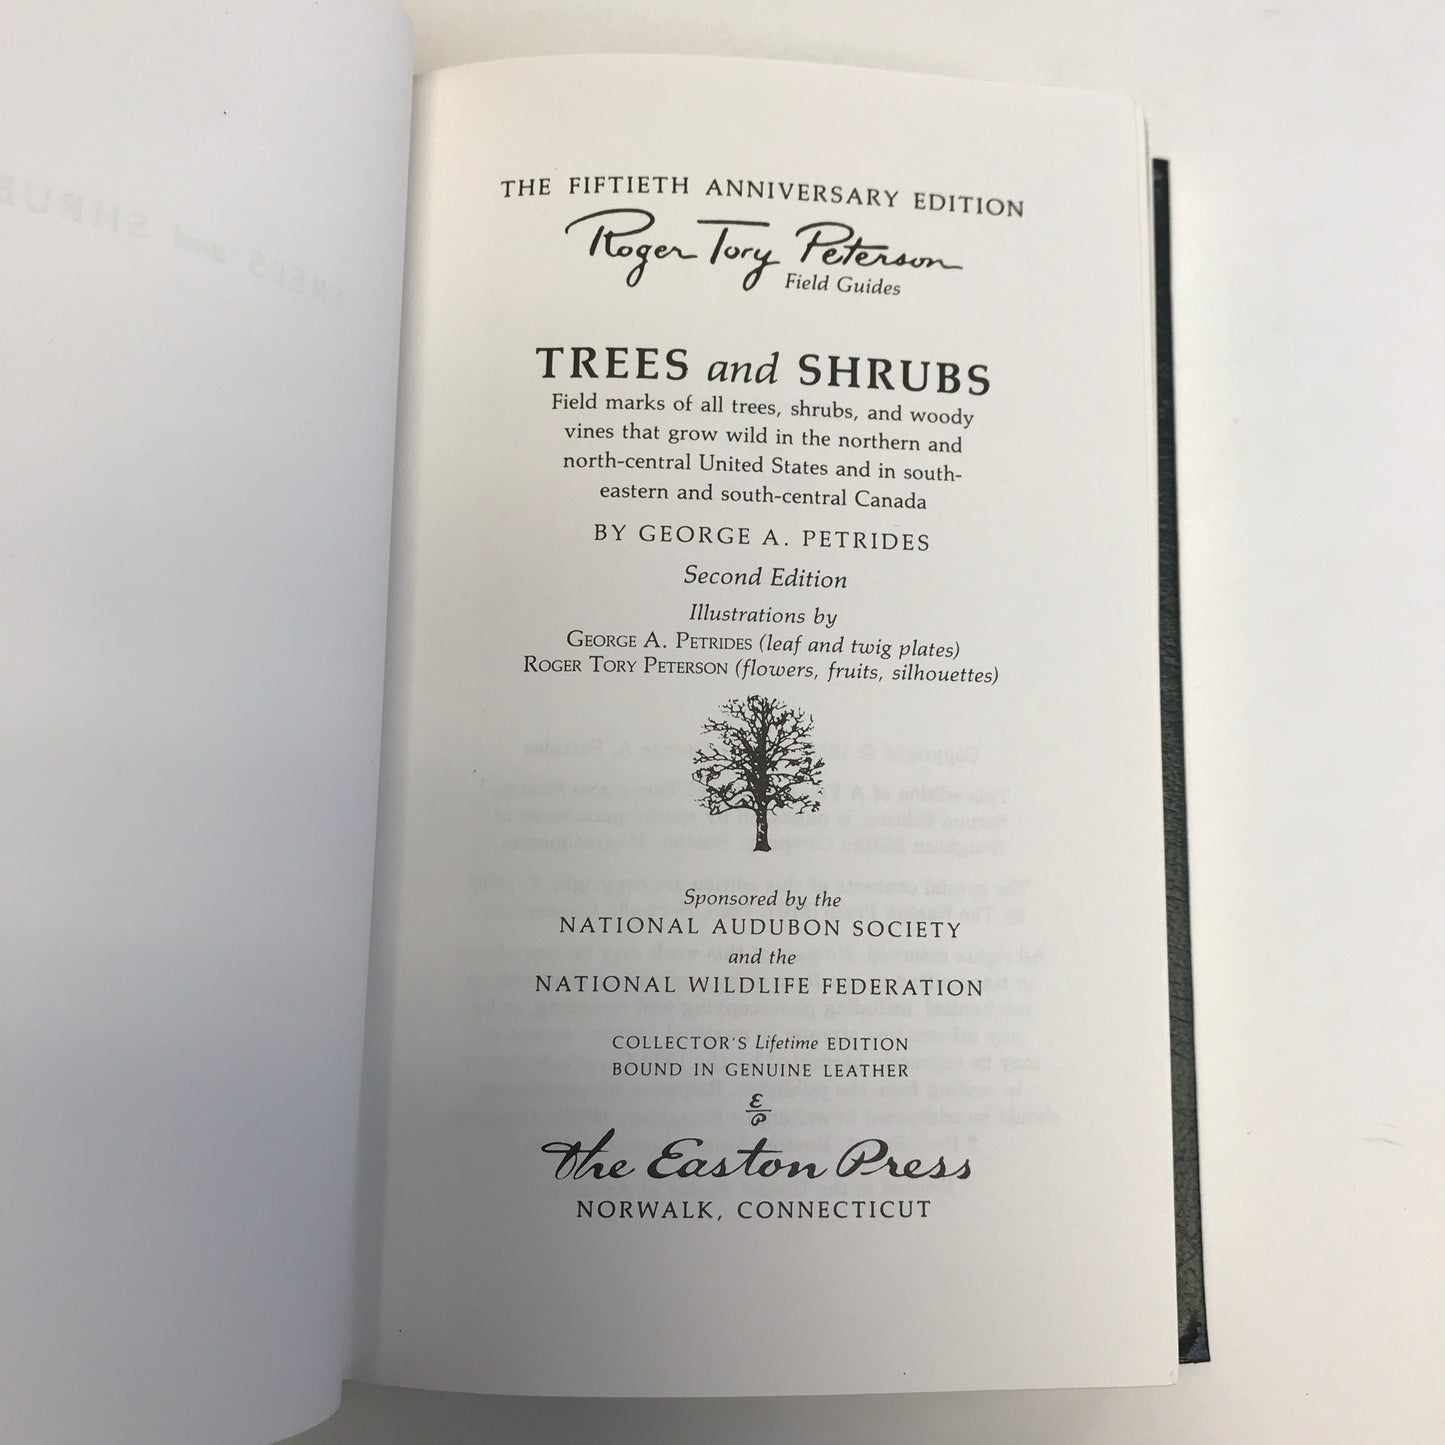 THE FIFTIETH ANNIVERSARY EDITION
Roger Tory Peterson
Field Guides
TREES and SHRUBS
Field marks of all trees, shrubs, and woody
vines that grow wild in the northern and
north-central United States and in south-
eastern and south-central Canada
BY GEORGE A. PETRIDES
Second Edition
Illustrations by
GEORGE A. PETRIDES (leaf and twig plates)
ROGER TORY PETERSON (flowers, fruits, silhouettes)
Sponsored by the
NATIONAL AUDUBON SOCIETY
and the
NATIONAL WILDLIFE FEDERATION
COLLECTOR'S Lifetime EDITION
BOUND IN GENUINE LEATHER
The Easton Press
NORWALK, CONNECTICUT